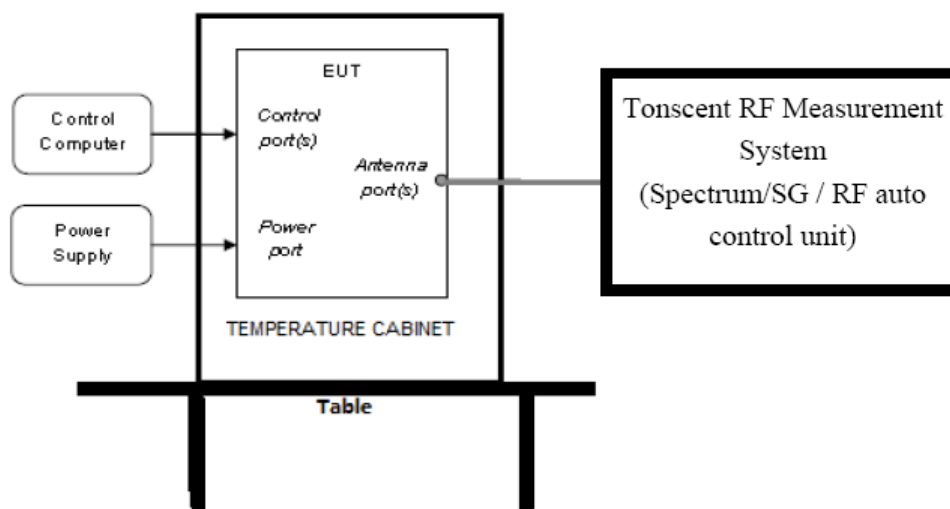 Control
Computer
Power
Supply
EUT
Control
port(s)
Antenna
port(s)
Power
port
TEMPERATURE CABINET
Table
Tonscent RF Measurement
System
(Spectrum/SG / RF auto
control unit)